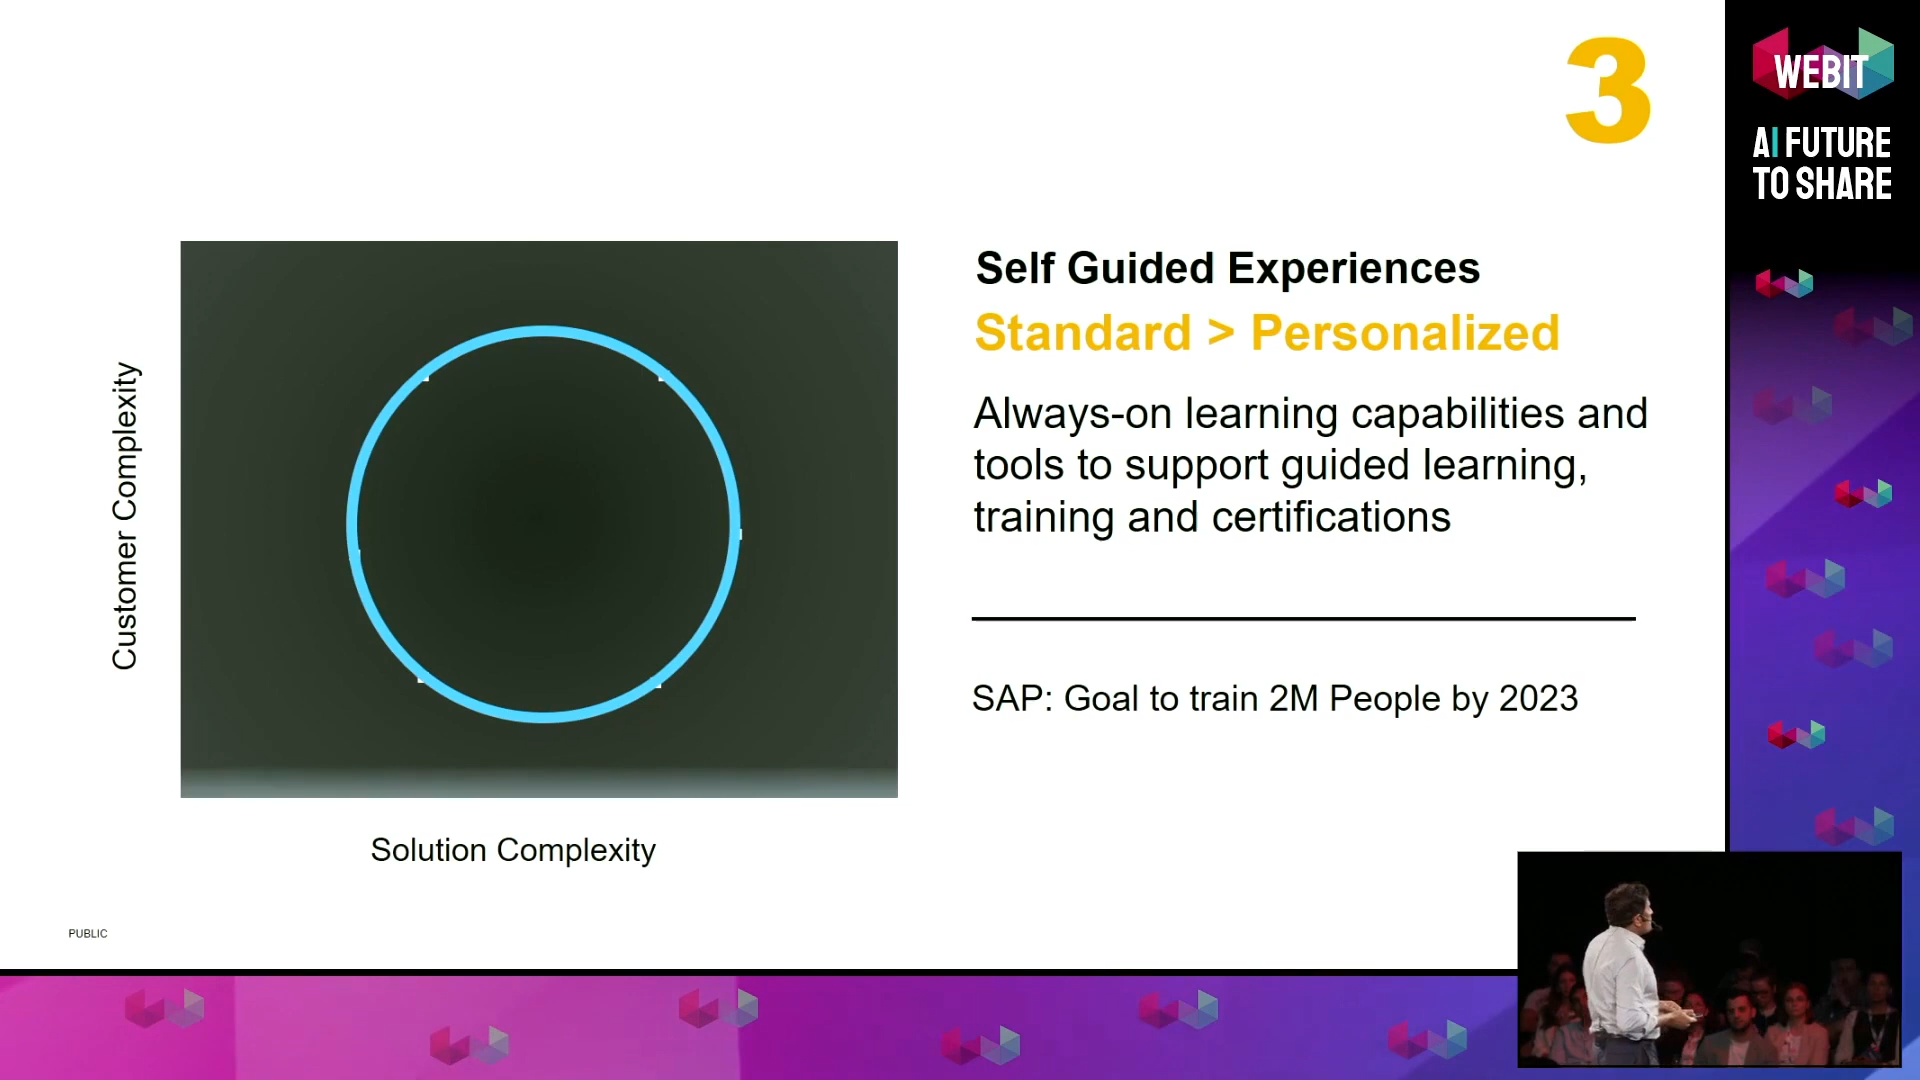 3
WEBIT
AI FUTURE
TO SHARE
Self Guided Experiences
Standard > Personalized
Always-on learning capabilities and
tools to support guided learning,
training and certifications
SAP: Goal to train 2M People by 2023
Customer Complexity
Solution Complexity
PUBLIC